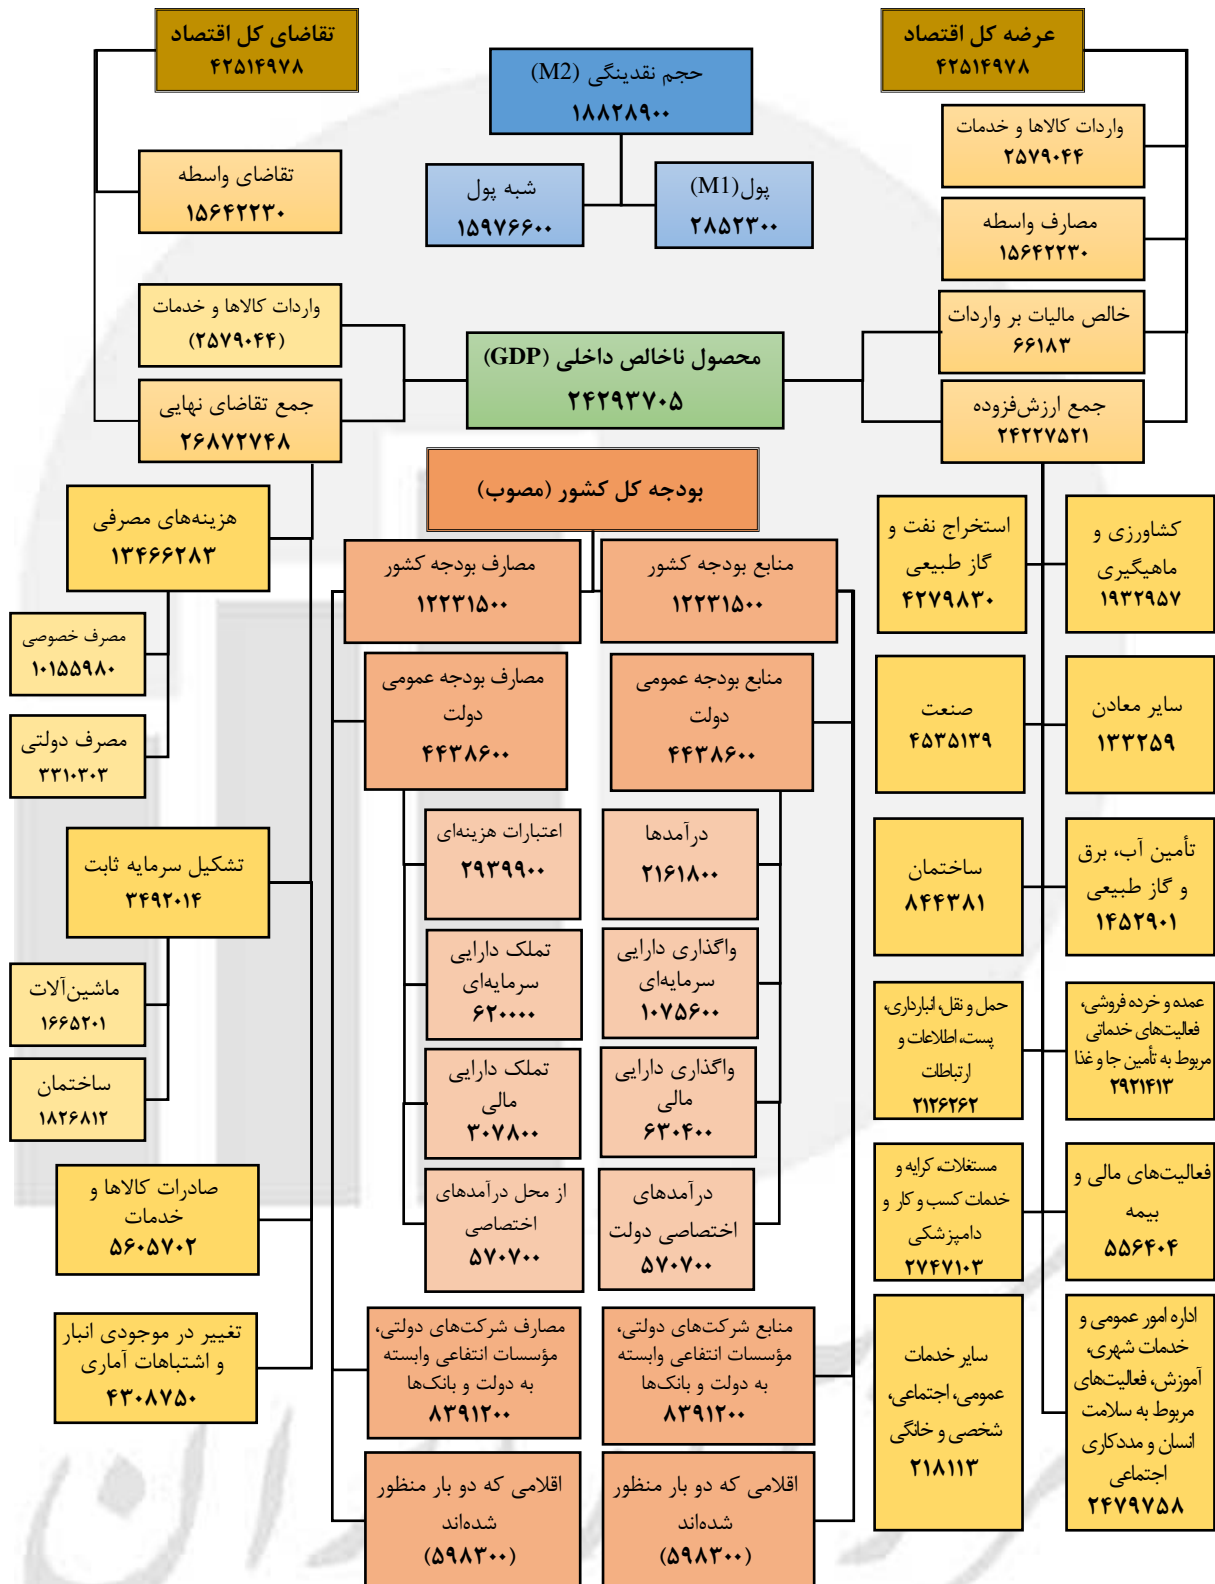 عرضه کل اقتصاد
۴۲۵۱۴۹۷۸
واردات کالاها و خدمات
۲۵۷۹۰۴۴
مصارف واسطه
۱۵۶۴۲۲۳۰
خالص مالیات بر واردات
۶۶۱۸۳
جمع ارزش‌فزوده
۲۴۲۲۷۵۲۱
کشاورزی و
ماهیگیری
۱۹۳۲۹۵۷
استخراج نفت و
گاز طبیعی
۴۲۷۹۸۳۰
سایر معادن
۱۳۳۲۵۹
صنعت
۴۵۳۵۱۳۹
تأمین آب، برق
و گاز طبیعی
۱۴۵۲۹۰۱
ساختمان
۸۴۴۳۸۱
عمده و خرده فروشی،
فعالیت‌های خدماتی
مربوط به تأمین جا و غذا
۲۹۲۱۴۱۳
حمل و نقل، انبارداری،
پست، اطلاعات و
ارتباطات
۲۱۲۶۲۶۲
فعالیت‌های مالی و
بیمه
۵۵۶۴۰۴
مستغلات، کرایه و
خدمات کسب و کار و
دامپزشکی
۲۷۴۷۱۰۳
اداره امور عمومی و
خدمات شهری،
آموزش، فعالیت‌های
مربوط به سلامت
انسان و مددکاری
اجتماعی
۲۴۷۹۷۵۸
سایر خدمات
عمومی، اجتماعی،
شخصی و خانگی
۲۱۸۱۱۳
حجم نقدینگی (M2)
۱۸۸۲۸۹۰۰
پول(M1)
۲۸۵۲۳۰۰
شبه پول
۱۵۹۷۶۶۰۰
محصول ناخالص داخلی (GDP)
۲۴۲۹۳۷۰۵
بودجه کل کشور (مصوب)
منابع بودجه کشور
۱۲۲۳۱۵۰۰
مصارف بودجه کشور
۱۲۲۳۱۵۰۰
منابع بودجه عمومی
دولت
۴۴۳۸۶۰۰
مصارف بودجه عمومی
دولت
۴۴۳۸۶۰۰
درآمدها
۲۱۶۱۸۰۰
اعتبارات هزینه‌ای
۲۹۳۹۹۰۰
واگذاری دارایی
سرمایه‌ای
۱۰۷۵۶۰۰
تملک دارایی
سرمایه‌ای
۶۲۰۰۰۰
واگذاری دارایی
مالی
۶۳۰۴۰۰
تملک دارایی
مالی
۳۰۷۸۰۰
درآمدهای
اختصاصی دولت
۵۷۰۷۰۰
از محل درآمدهای
اختصاصی
۵۷۰۷۰۰
منابع شرکت‌های دولتی،
مؤسسات انتفاعی وابسته
به دولت و بانک‌ها
۸۳۹۱۲۰۰
مصارف شرکت‌های دولتی،
مؤسسات انتفاعی وابسته
به دولت و بانک‌ها
۸۳۹۱۲۰۰
اقلامی که دو بار منظور
شده‌اند
(۵۹۸۳۰۰)
اقلامی که دو بار منظور
شده‌اند
(۵۹۸۳۰۰)
تقاضای کل اقتصاد
۴۲۵۱۴۹۷۸
تقاضای واسطه
۱۵۶۴۲۲۳۰
واردات کالاها و خدمات
(۲۵۷۹۰۴۴)
جمع تقاضای نهایی
۲۶۸۷۲۷۴۸
هزینه‌های مصرفی
۱۳۴۶۶۲۸۳
مصرف خصوصی
۱۰۱۵۵۹۸۰
مصرف دولتی
۳۳۱۰۳۰۳
تشکیل سرمایه ثابت
۳۴۹۲۰۱۴
ماشین‌آلات
۱۶۶۵۲۰۱
ساختمان
۱۸۲۶۸۱۲
صادرات کالاها و
خدمات
۵۶۰۵۷۰۲
تغییر در موجودی انبار
و اشتباهات آماری
۴۳۰۸۷۵۰